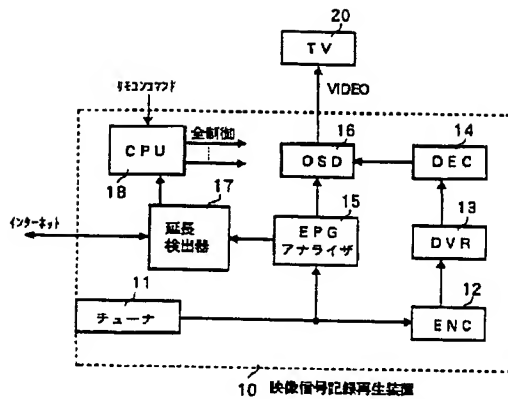 20
TV
VIDEO
リモコンコマンド
全制御
CPU
18
16
OSD
14
DEC
17
延長
検出器
15
EPG
アナライザ
13
DVR
インターネット
11
チューナ
12
ENC
10 映像信号記録再生装置